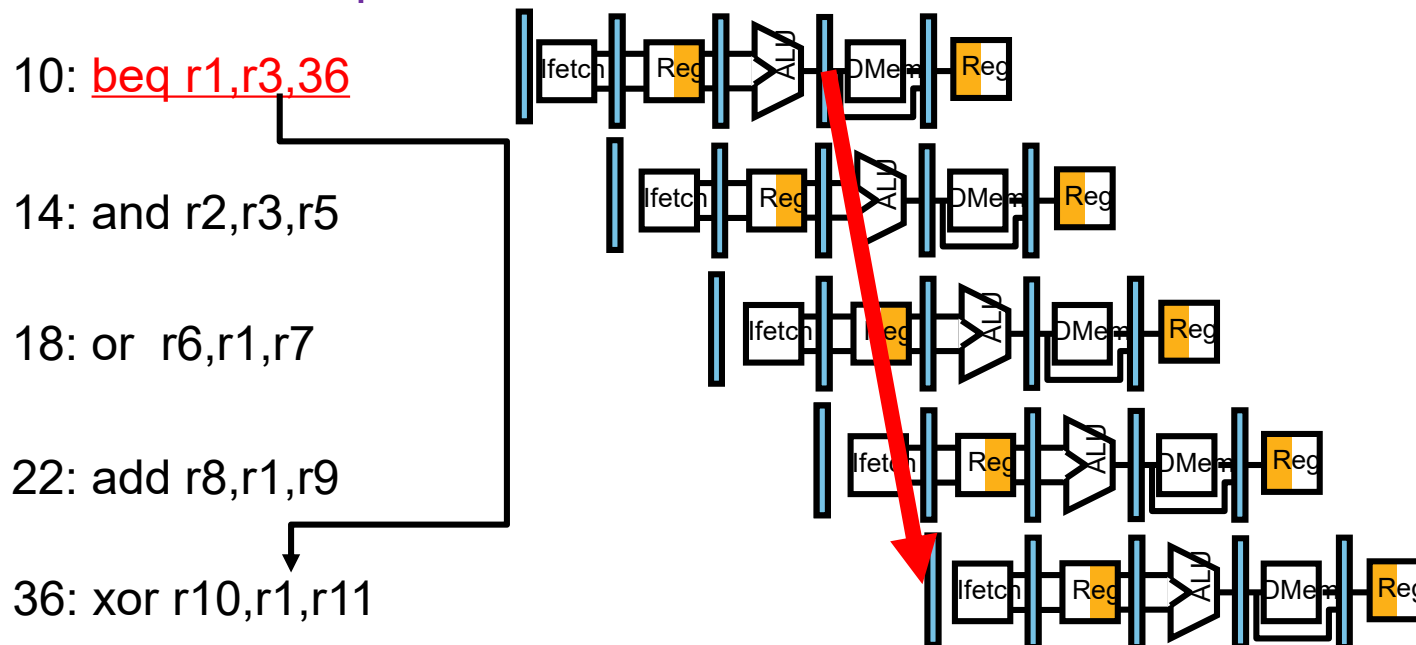 10: beq r1,r3,36
Ifetch Reg ALU DMem Reg
14: and r2,r3,r5
Ifetch Reg ALU DMem Reg
18: or r6,r1,r7
Ifetch Reg ALU DMem Reg
22: add r8,r1,r9
Ifetch Reg ALU DMem Reg
36: xor r10,r1,r11
Ifetch Reg ALU DMem Reg